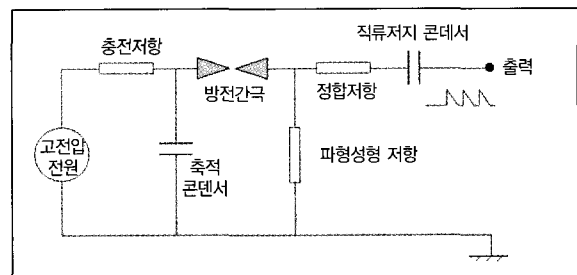 직류저지 콘데서
충전저항
출력
방전간극
정합저항
고전압
전원
축적
콘덴서
파형성형 저항